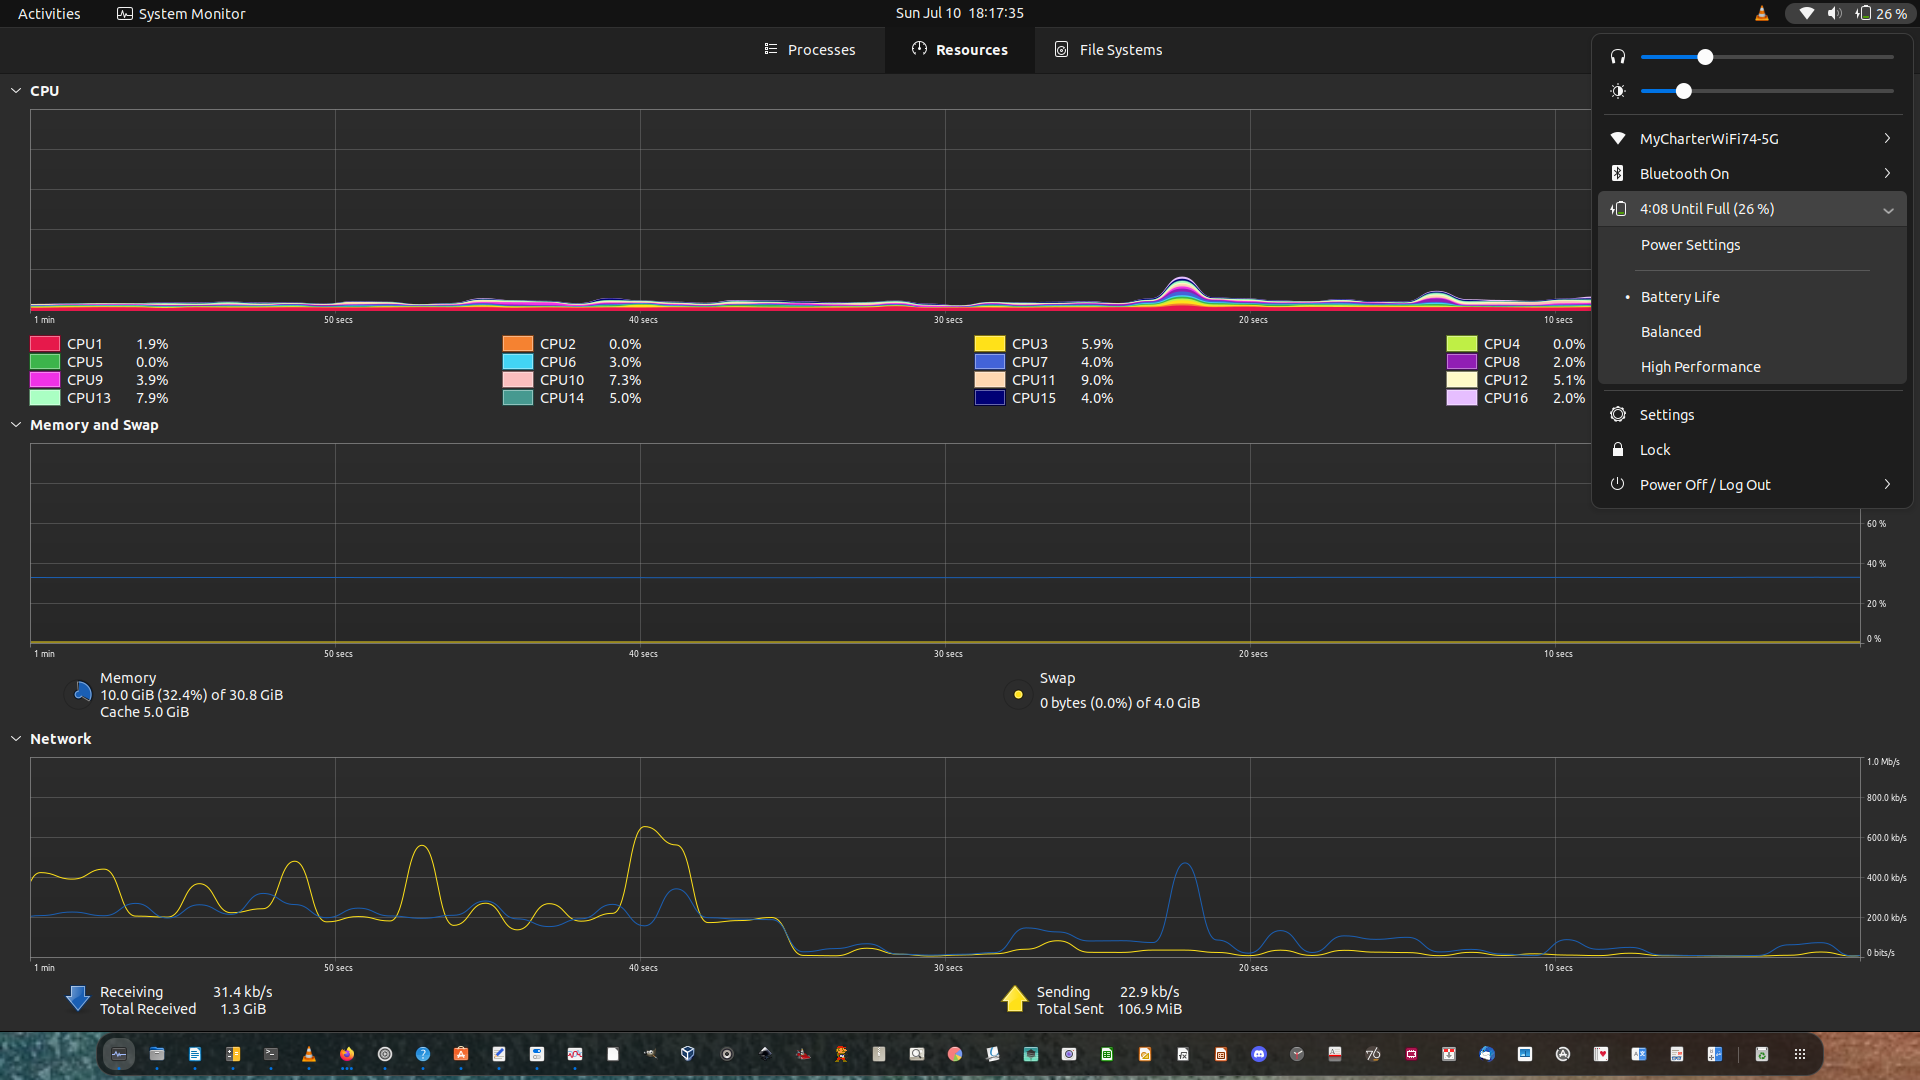 Activities
System Monitor
Sun Jul 10 18:17:35
26 %
Processes
Resources
File Systems
CPU
1 min 50 secs 40 secs 30 secs 20 secs 10 secs
CPU1 1.9% CPU2 0.0% CPU3 5.9% CPU4 0.0%
CPU5 0.0% CPU6 3.0% CPU7 4.0% CPU8 2.0%
CPU9 3.9% CPU10 7.3% CPU11 9.0% CPU12 5.1%
CPU13 7.9% CPU14 5.0% CPU15 4.0% CPU16 2.0%
MyCharterWiFi74-5G
Bluetooth On
4:08 Until Full (26 %)
Power Settings
Battery Life
Balanced
High Performance
Settings
Lock
Power Off / Log Out
Memory and Swap
60 %
40 %
20 %
0 %
1 min 50 secs 40 secs 30 secs 20 secs 10 secs
Memory
10.0 GiB (32.4%) of 30.8 GiB
Cache 5.0 GiB
Swap
0 bytes (0.0%) of 4.0 GiB
Network
1.0 Mb/s
800.0 kb/s
600.0 kb/s
400.0 kb/s
200.0 kb/s
0 bits/s
1 min 50 secs 40 secs 30 secs 20 secs 10 secs
Receiving 31.4 kb/s
Total Received 1.3 GiB
Sending 22.9 kb/s
Total Sent 106.9 MiB
76